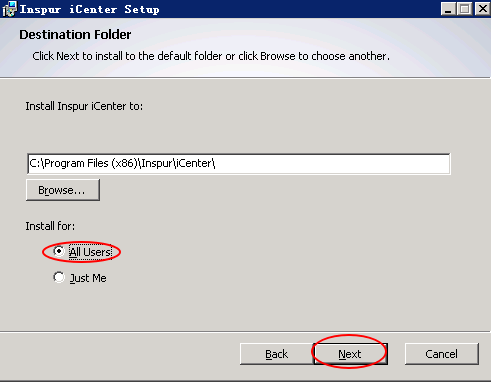 Inspur iCenter Setup
Destination Folder
Click Next to install to the default folder or click Browse to choose another.
Install Inspur iCenter to:
C:\Program Files (x86)\Inspur\iCenter\
Browse...
Install for:
All Users
Just Me
Back Next Cancel